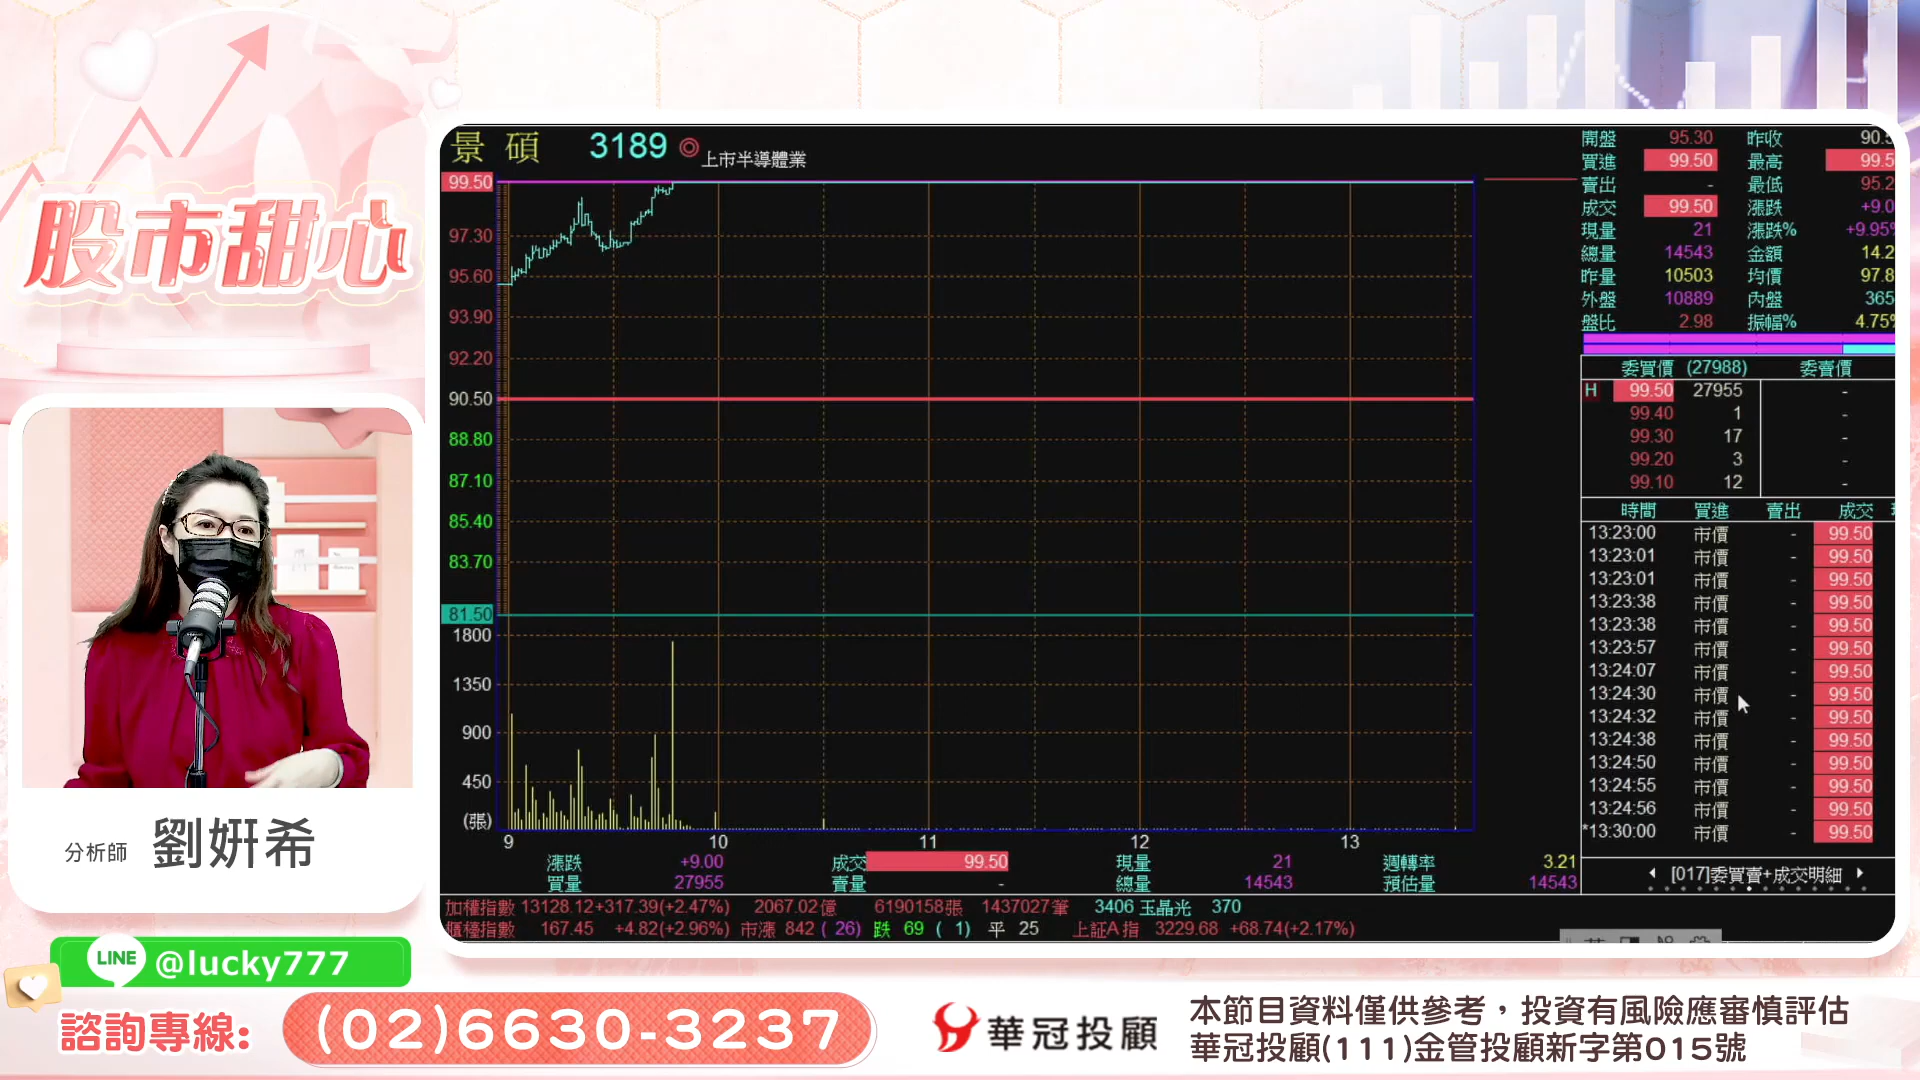 股市甜心
分析師 劉妍希
LINE @lucky777
諮詢專線:
(02)6630-3237
華冠投顧
本節目資料僅供參考，投資有風險應審慎評估
華冠投顧(111)金管投顧新字第015號
景碩 3189 ◎ 上市半導體業
99.50
97.30
95.60
93.90
92.20
90.50
88.80
87.10
85.40
83.70
81.50
1800
1350
900
450
(張)
9 10 11 12 13
漲跌 +9.00 成交 99.50 現量 21 週轉率 3.21
買量 27955 賣量 - 總量 14543 預估量 14543
加權指數 13128.12 +317.39(+2.47%) 2067.02億 6190158張 1437027筆 3406 玉晶光 370
櫃檯指數 167.45 +4.82(+2.96%) 市漲 842 ( 26) 跌 69 ( 1) 平 25 上証A指 3229.68 +68.74(+2.17%)
開盤 95.30 昨收 90.5
買進 99.50 最高 99.5
賣出 - 最低 95.2
成交 99.50 漲跌 +9.0
現量 21 漲跌% +9.95%
總量 14543 金額 14.2
昨量 10503 均價 97.8
外盤 10889 內盤 365
盤比 2.98 振幅% 4.75%
委買價 (27988) 委賣價
H 99.50 27955 -
99.40 1 -
99.30 17 -
99.20 3 -
99.10 12 -
時間 買進 賣出 成交
13:23:00 市價 - 99.50
13:23:01 市價 - 99.50
13:23:01 市價 - 99.50
13:23:38 市價 - 99.50
13:23:38 市價 - 99.50
13:23:57 市價 - 99.50
13:24:07 市價 - 99.50
13:24:30 市價 - 99.50
13:24:32 市價 - 99.50
13:24:38 市價 - 99.50
13:24:50 市價 - 99.50
13:24:55 市價 - 99.50
13:24:56 市價 - 99.50
*13:30:00 市價 - 99.50
[017]委買賣+成交明細